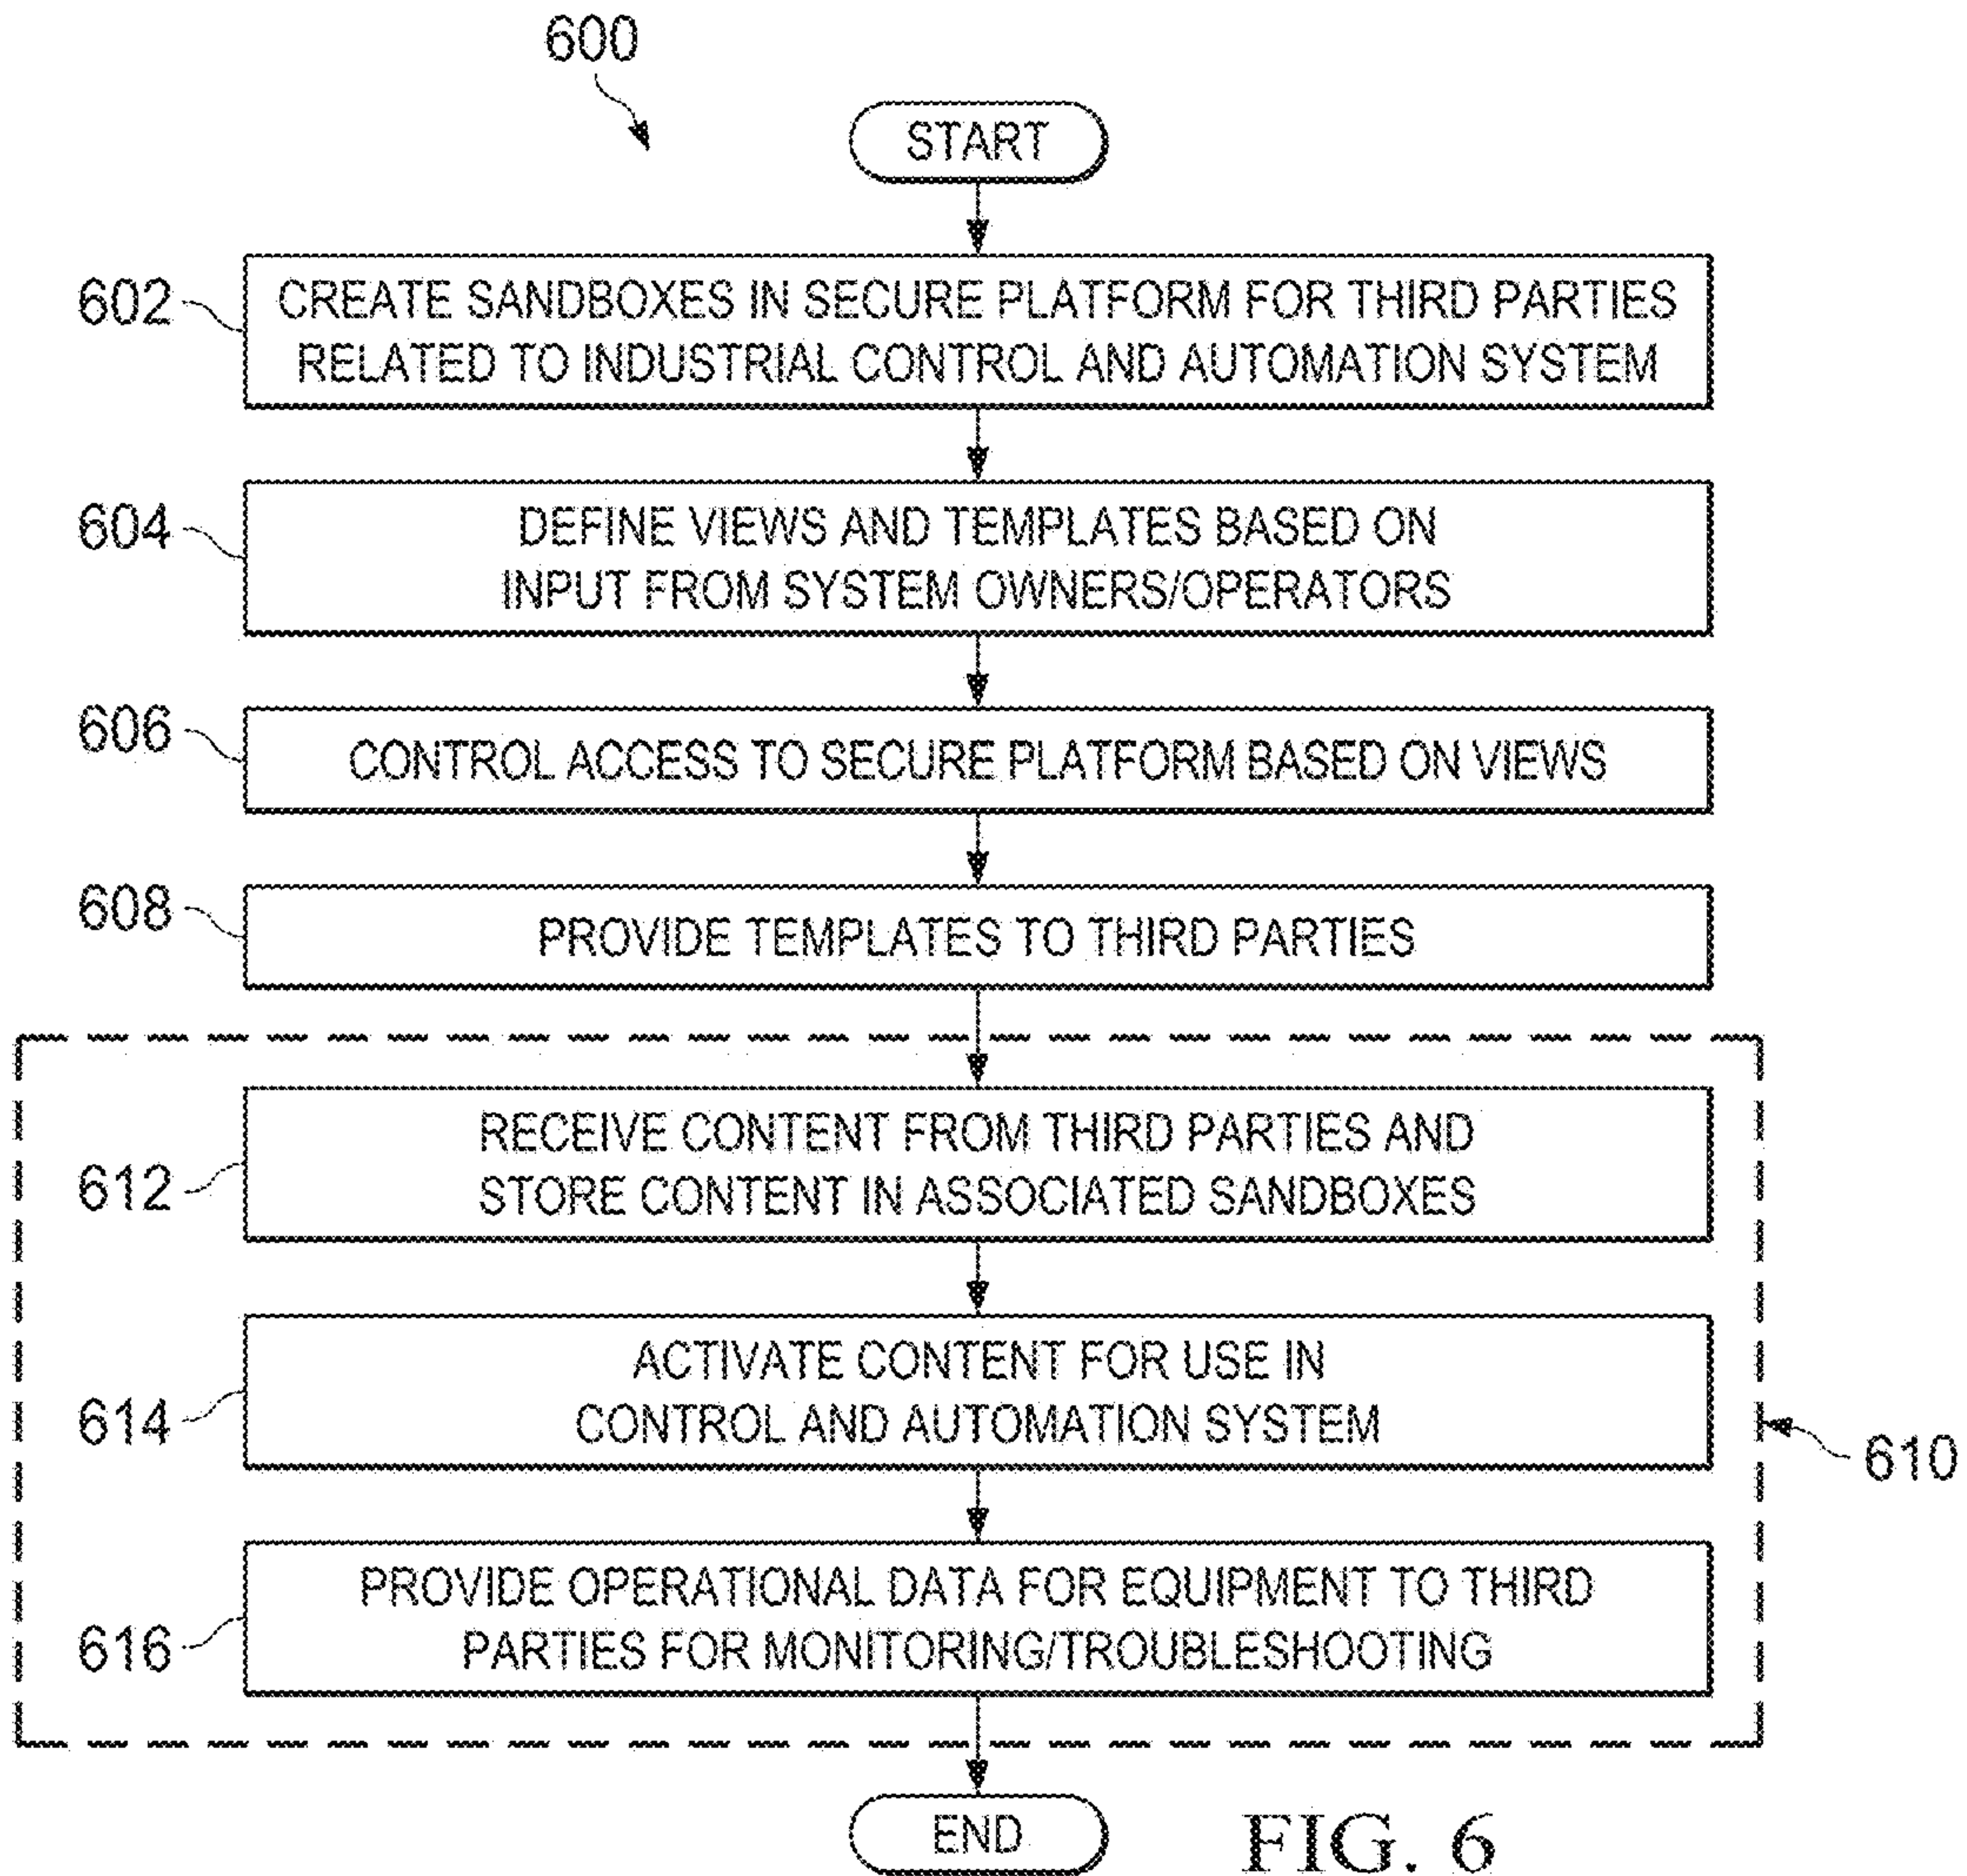 600
START
602
CREATE SANDBOXES IN SECURE PLATFORM FOR THIRD PARTIES
RELATED TO INDUSTRIAL CONTROL AND AUTOMATION SYSTEM
604
DEFINE VIEWS AND TEMPLATES BASED ON
INPUT FROM SYSTEM OWNERS/OPERATORS
606
CONTROL ACCESS TO SECURE PLATFORM BASED ON VIEWS
608
PROVIDE TEMPLATES TO THIRD PARTIES
612
RECEIVE CONTENT FROM THIRD PARTIES AND
STORE CONTENT IN ASSOCIATED SANDBOXES
614
ACTIVATE CONTENT FOR USE IN
CONTROL AND AUTOMATION SYSTEM
610
616
PROVIDE OPERATIONAL DATA FOR EQUIPMENT TO THIRD
PARTIES FOR MONITORING/TROUBLESHOOTING
END
FIG. 6